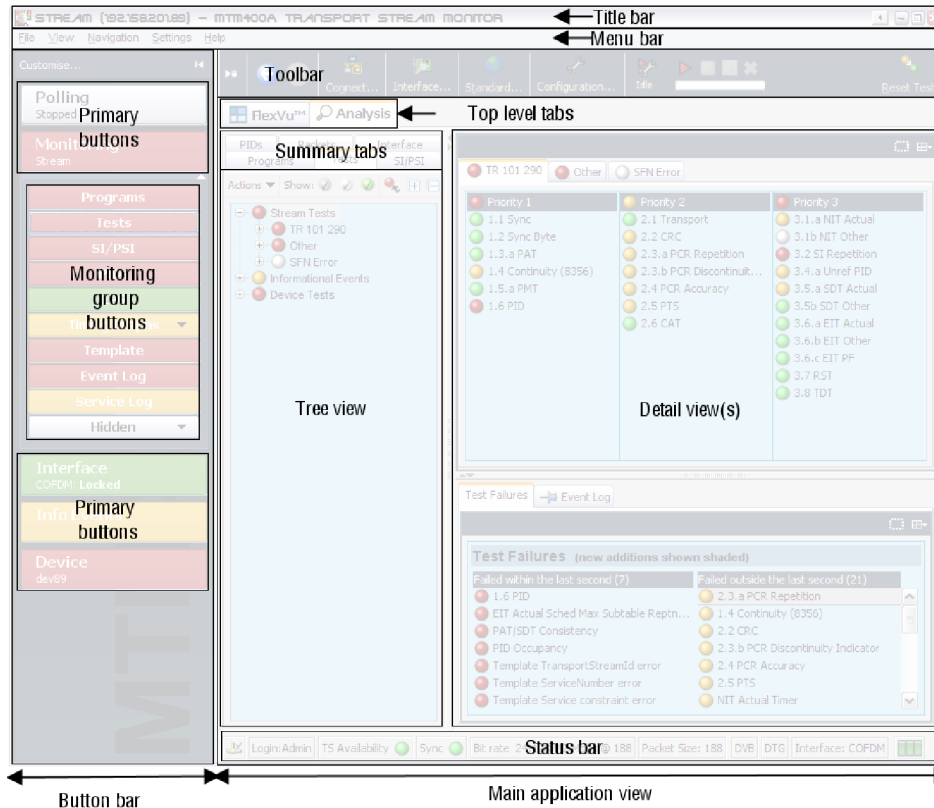 STREAM (192.158.20.189) - MTM400A TRANSPORT STREAM MONITOR
Title bar
File View Navigation Settings Help
Menu bar
Customise...
Toolbar
Connect... Interface... Standard... Configuration... Idle Reset Test
Polling
Stopped
Primary
buttons
Monitoring
Stream
FlexVu™ Analysis
Top level tabs
PIDs Packets Interface
Programs Tests SI/PSI
Summary tabs
Actions Show:
Stream Tests
TR 101 290
Other
SFN Error
Informational Events
Device Tests
Tree view
TR 101 290 Other SFN Error
Priority 1
1.1 Sync
1.2 Sync Byte
1.3.a PAT
1.4 Continuity (8356)
1.5.a PMT
1.6 PID
Priority 2
2.1 Transport
2.2 CRC
2.3.a PCR Repetition
2.3.b PCR Discontinuit...
2.4 PCR Accuracy
2.5 PTS
2.6 CAT
Priority 3
3.1.a NIT Actual
3.1b NIT Other
3.2 SI Repetition
3.4.a Unref PID
3.5.a SDT Actual
3.5b SDT Other
3.6.a EIT Actual
3.6.b EIT Other
3.6.c EIT PF
3.7 RST
3.8 TDT
Detail view(s)
Programs
Tests
SI/PSI
Monitoring
group
buttons
Template
Event Log
Service Log
Hidden
Interface
COFDM: Locked
Primary
buttons
Info
Device
dev89
MTM
Test Failures Event Log
Test Failures (new additions shown shaded)
Failed within the last second (7)
1.6 PID
EIT Actual Sched Max Subtable Reptn...
PAT/SDT Consistency
PID Occupancy
Template TransportStreamId error
Template ServiceNumber error
Template Service constraint error
Failed outside the last second (21)
2.3.a PCR Repetition
1.4 Continuity (8356)
2.2 CRC
2.3.b PCR Discontinuity Indicator
2.4 PCR Accuracy
2.5 PTS
NIT Actual Timer
Login: Admin TS Availability Sync Bit rate @ 188 Packet Size: 188 DVB DTG Interface: COFDM
Status bar
Button bar
Main application view